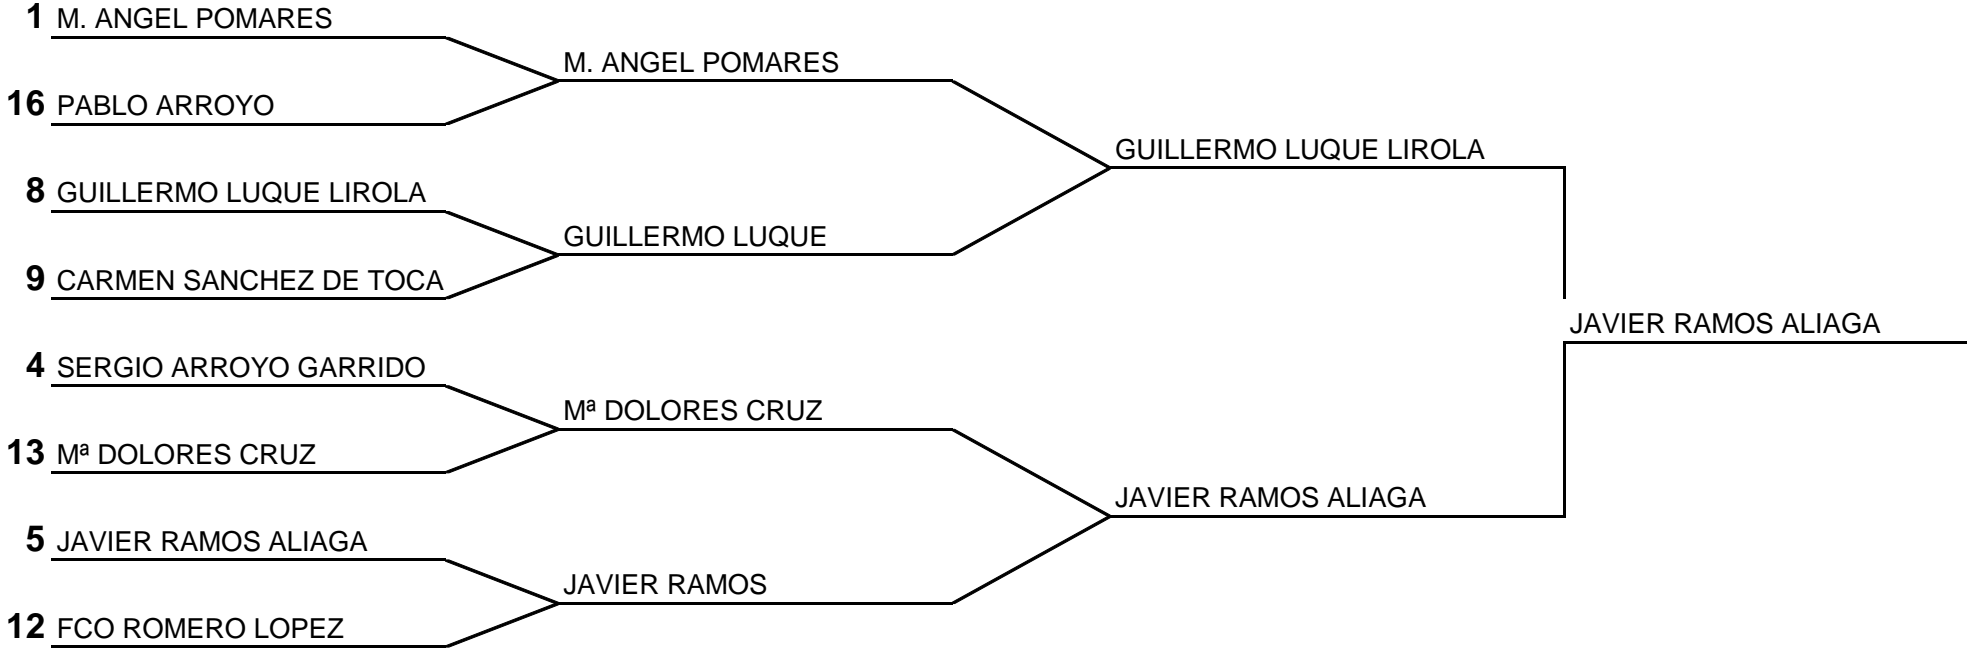 1 M. ANGEL POMARES
M. ANGEL POMARES
16 PABLO ARROYO
GUILLERMO LUQUE LIROLA
8 GUILLERMO LUQUE LIROLA
GUILLERMO LUQUE
9 CARMEN SANCHEZ DE TOCA
JAVIER RAMOS ALIAGA
4 SERGIO ARROYO GARRIDO
Mª DOLORES CRUZ
13 Mª DOLORES CRUZ
JAVIER RAMOS ALIAGA
5 JAVIER RAMOS ALIAGA
JAVIER RAMOS
12 FCO ROMERO LOPEZ